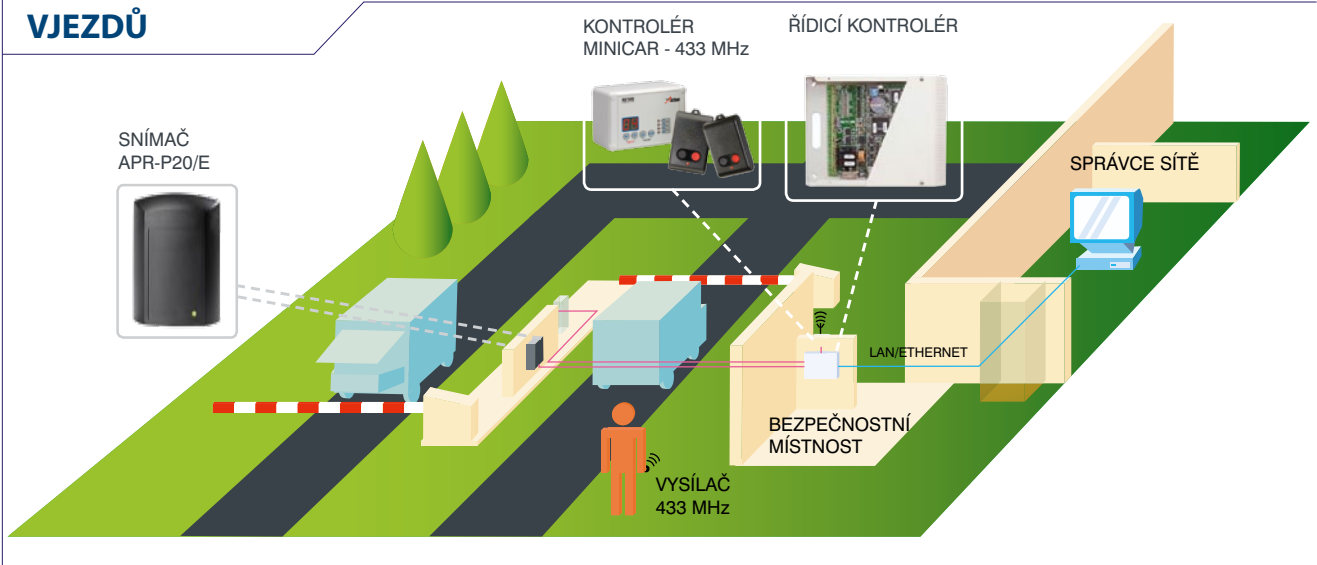 VJEZDŮ
KONTROLÉR
MINICAR - 433 MHz
ŘÍDICÍ KONTROLÉR
SNÍMAČ
APR-P20/E
SPRÁVCE SÍTĚ
LAN/ETHERNET
BEZPEČNOSTNÍ
MÍSTNOST
VYSÍLAČ
433 MHz